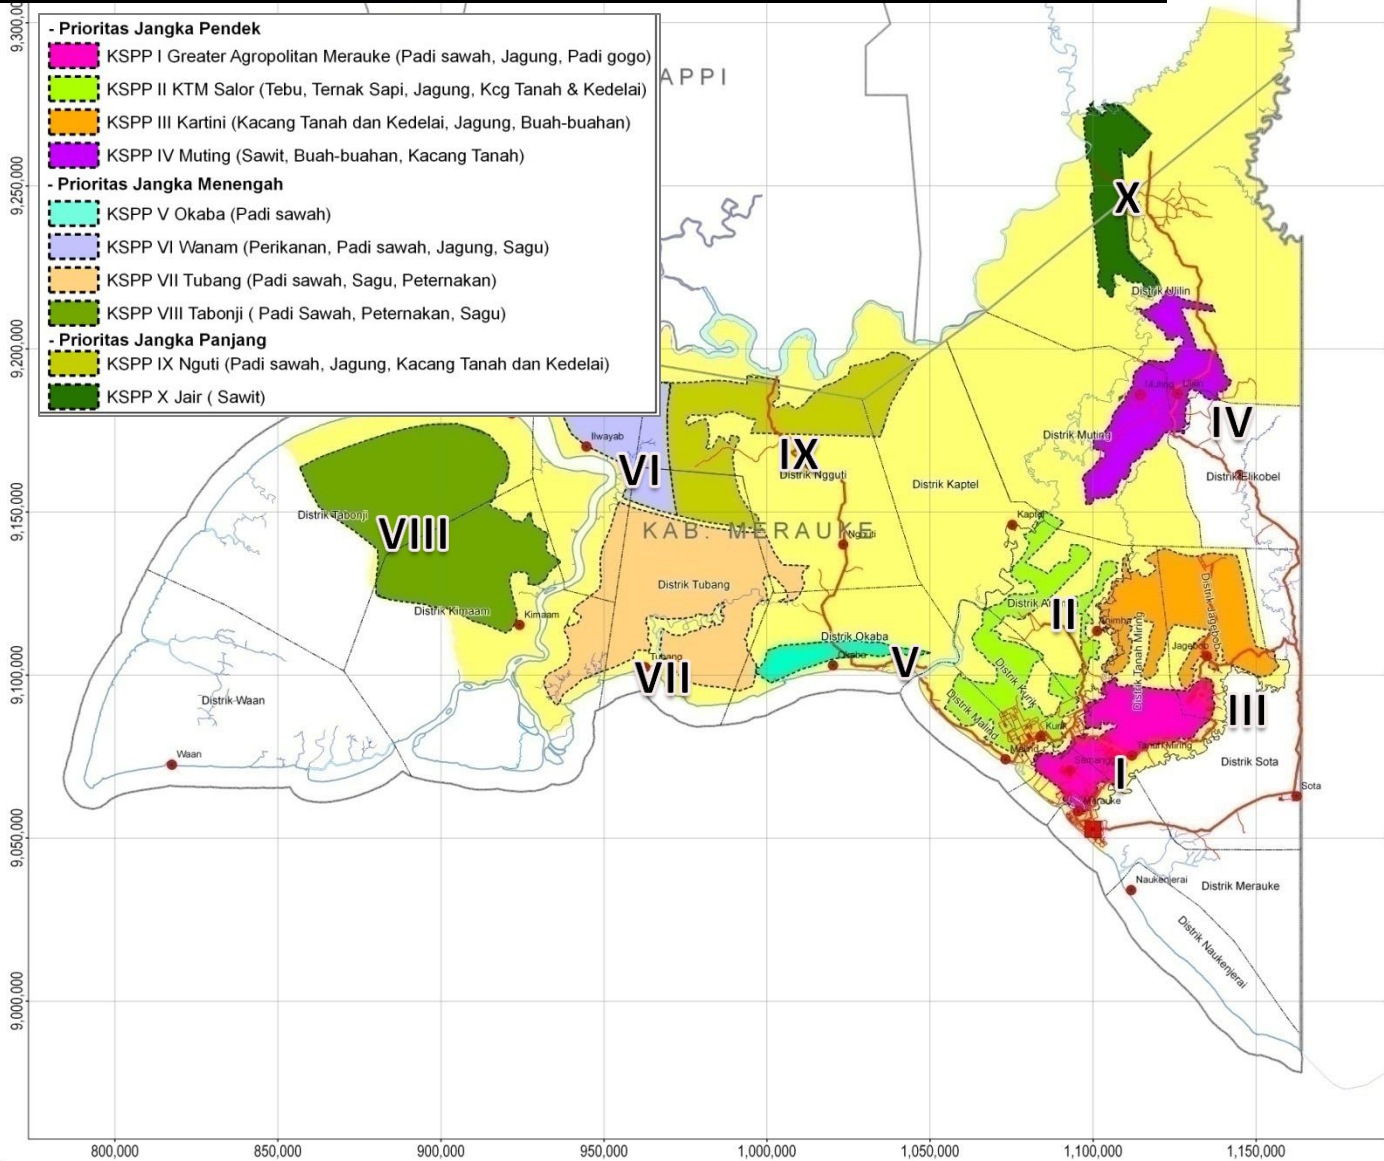 - Prioritas Jangka Pendek
KSPP I Greater Agropolitan Merauke (Padi sawah, Jagung, Padi gogo)
KSPP II KTM Salor (Tebu, Ternak Sapi, Jagung, Kcg Tanah & Kedelai)
KSPP III Kartini (Kacang Tanah dan Kedelai, Jagung, Buah-buahan)
KSPP IV Muting (Sawit, Buah-buahan, Kacang Tanah)
- Prioritas Jangka Menengah
KSPP V Okaba (Padi sawah)
KSPP VI Wanam (Perikanan, Padi sawah, Jagung, Sagu)
KSPP VII Tubang (Padi sawah, Sagu, Peternakan)
KSPP VIII Tabonji ( Padi Sawah, Peternakan, Sagu)
- Prioritas Jangka Panjang
KSPP IX Nguti (Padi sawah, Jagung, Kacang Tanah dan Kedelai)
KSPP X Jair ( Sawit)
APPI
9,250,000
9,200,000
9,150,000
9,100,000
9,050,000
9,000,000
X
Distrik Ulilin
Ulilin
IV
Distrik Muting
Distrik Elikobel
Ilwayab
VI
IX
Distrik Ngguti
Distrik Kaptel
Distrik Tabonji
VIII
KAB. MERAUKE
Kaptel
Ngguti
Distrik Tubang
Distrik Kimaam
Kimaam
II
Distrik Jagebob
Distrik Tanah Miring
Distrik Okaba
Okaba
V
Jagebob
Tubang
VII
Distrik Kurik
Distrik Malind
III
Distrik Waan
Waan
Kurik
Malind
Tanah Miring
I
Distrik Sota
Sota
Merauke
Naukenjerai
Distrik Merauke
Distrik Naukenjerai
800,000
850,000
900,000
950,000
1,000,000
1,050,000
1,100,000
1,150,000